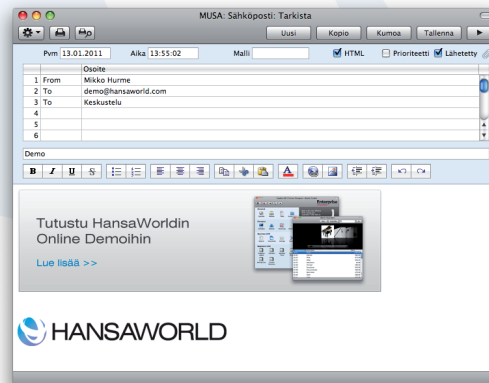 MUSA: Sähköposti: Tarkista
Uusi Kopio Kumoa Tallenna
Pvm 13.01.2011 Aika 13:55:02 Malli HTML Prioriteetti Lähetetty
Osoite
1 From Mikko Hurme
2 To demo@hansaworld.com
3 To Keskustelu
4
5
6
Demo
B I U S A
Tutustu HansaWorldin
Online Demoihin
Lue lisää >>
Enterprise
HANSAWORLD